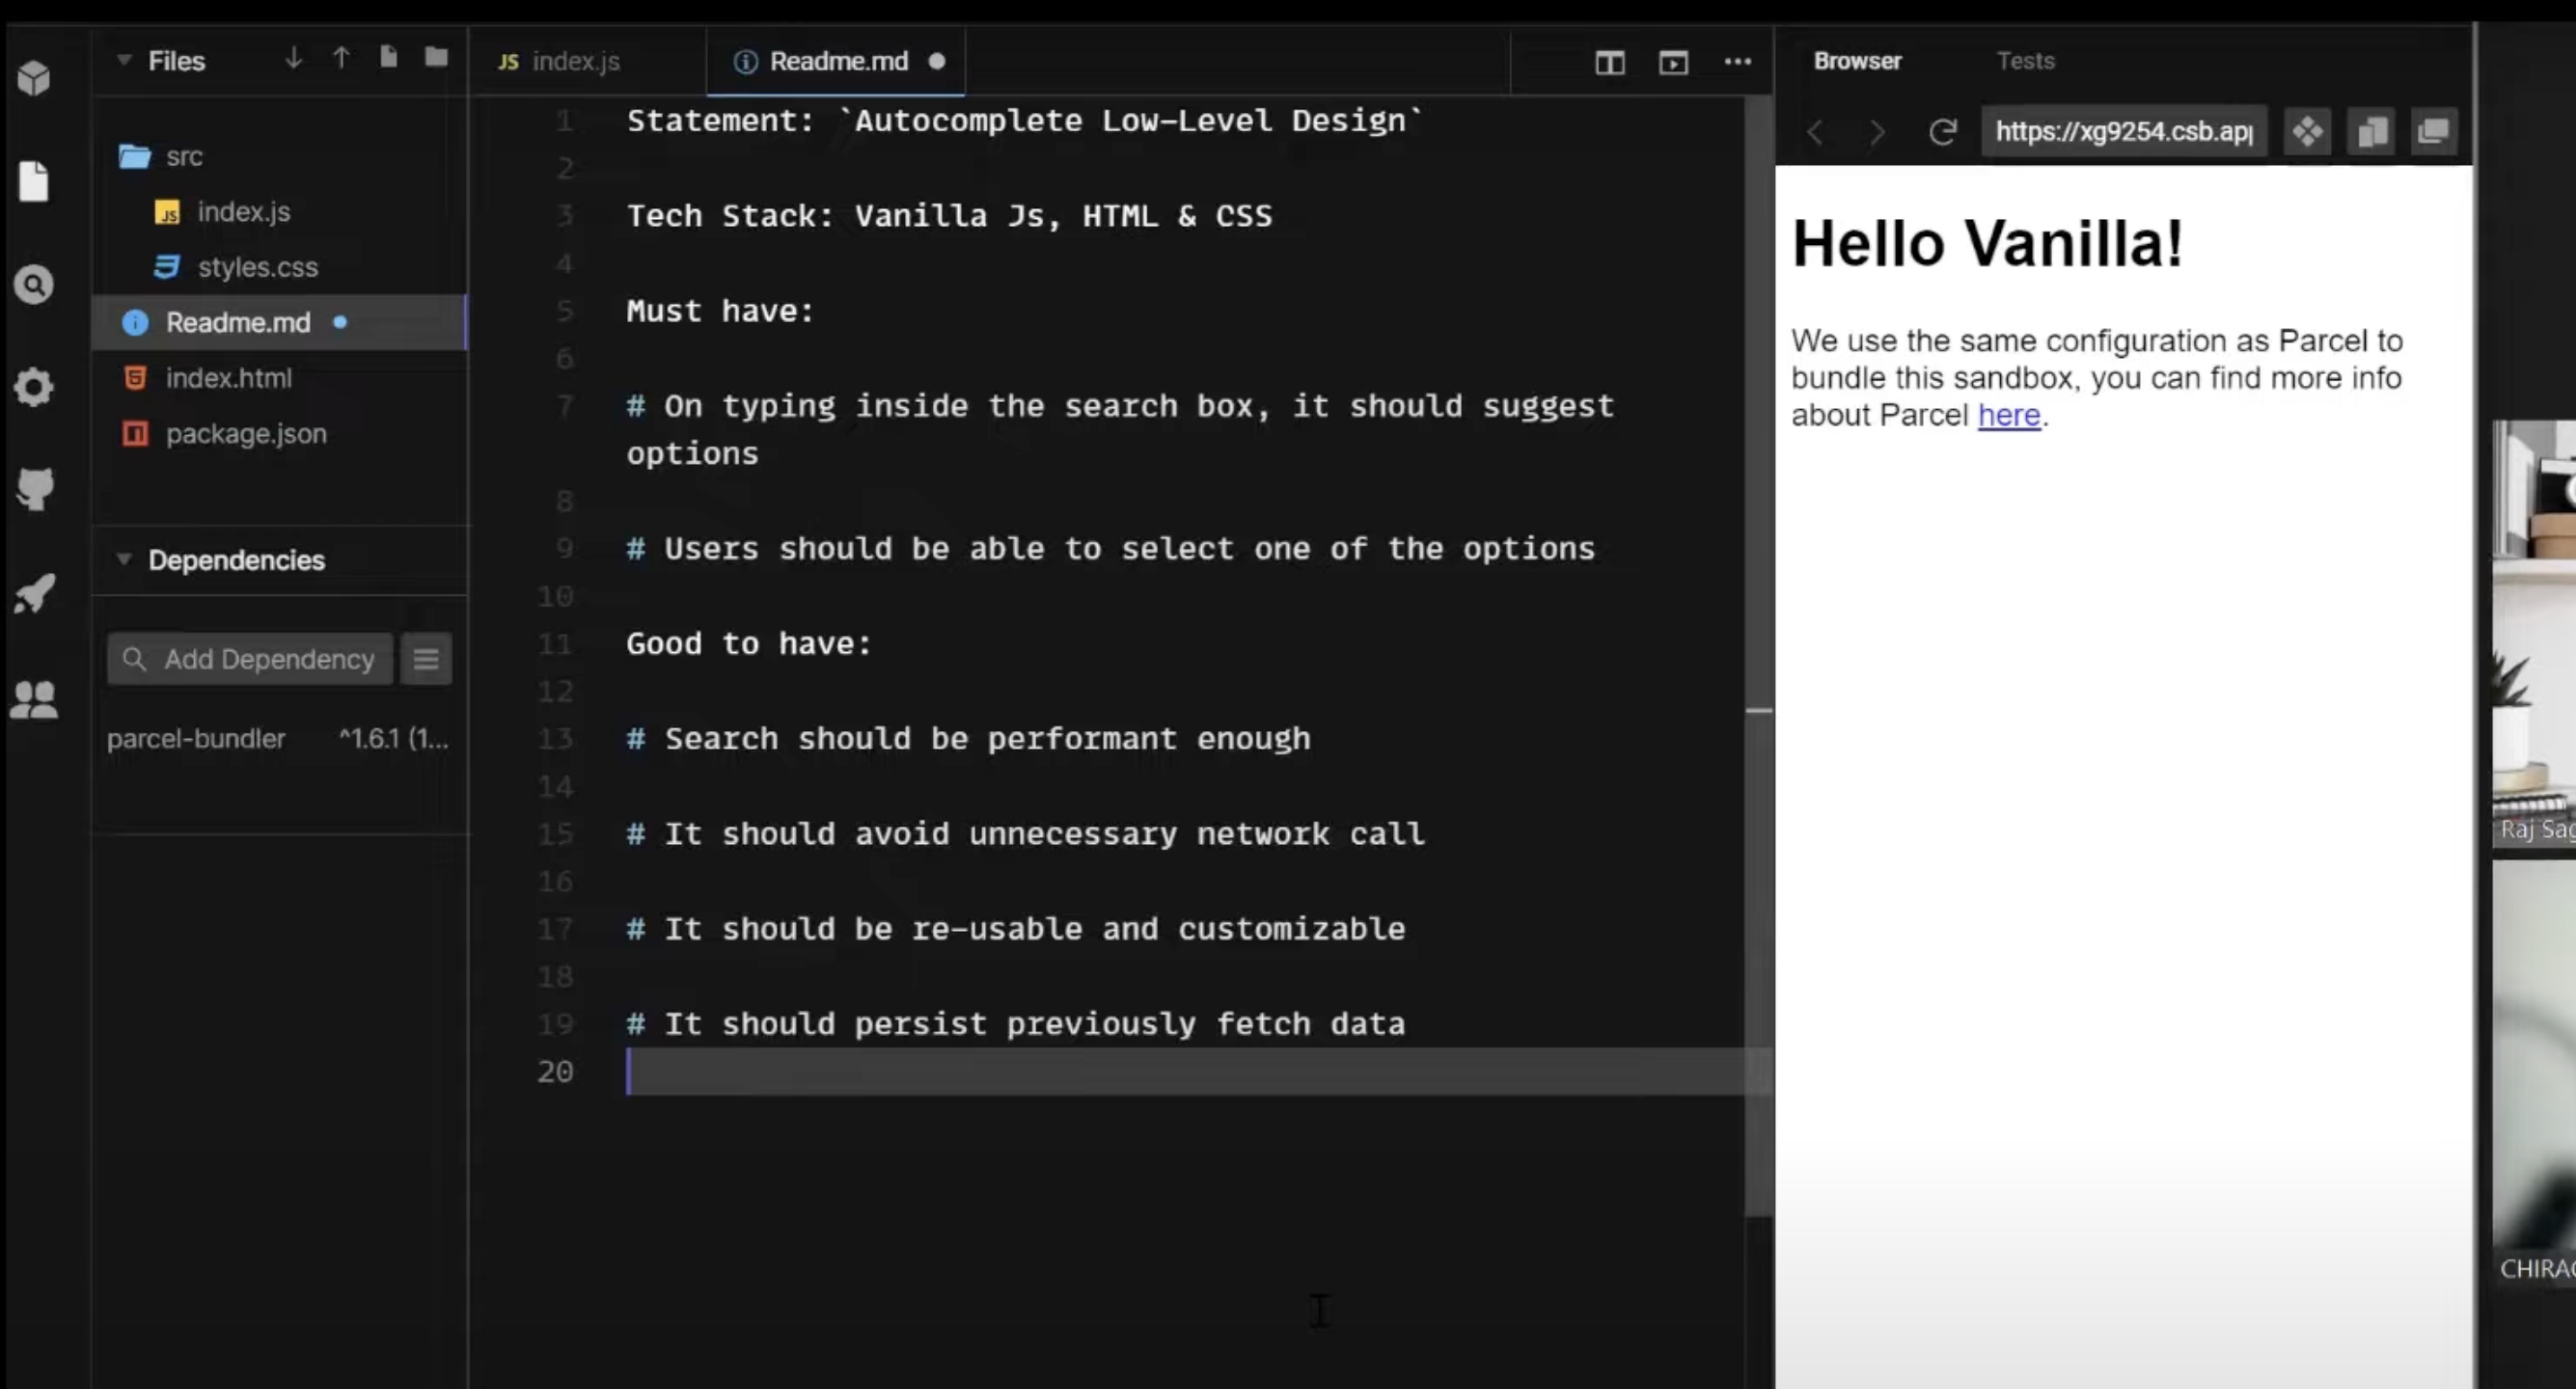 Files
src
index.js
styles.css
Readme.md
index.html
package.json
Dependencies
Add Dependency
parcel-bundler ^1.6.1 (1...
JS index.js
Readme.md
1 Statement: `Autocomplete Low-Level Design`
2
3 Tech Stack: Vanilla Js, HTML & CSS
4
5 Must have:
6
7 # On typing inside the search box, it should suggest
options
8
9 # Users should be able to select one of the options
10
11 Good to have:
12
13 # Search should be performant enough
14
15 # It should avoid unnecessary network call
16
17 # It should be re-usable and customizable
18
19 # It should persist previously fetch data
20
Browser Tests
https://xg9254.csb.app
Hello Vanilla!
We use the same configuration as Parcel to
bundle this sandbox, you can find more info
about Parcel here.
Raj Sag
CHIRAG